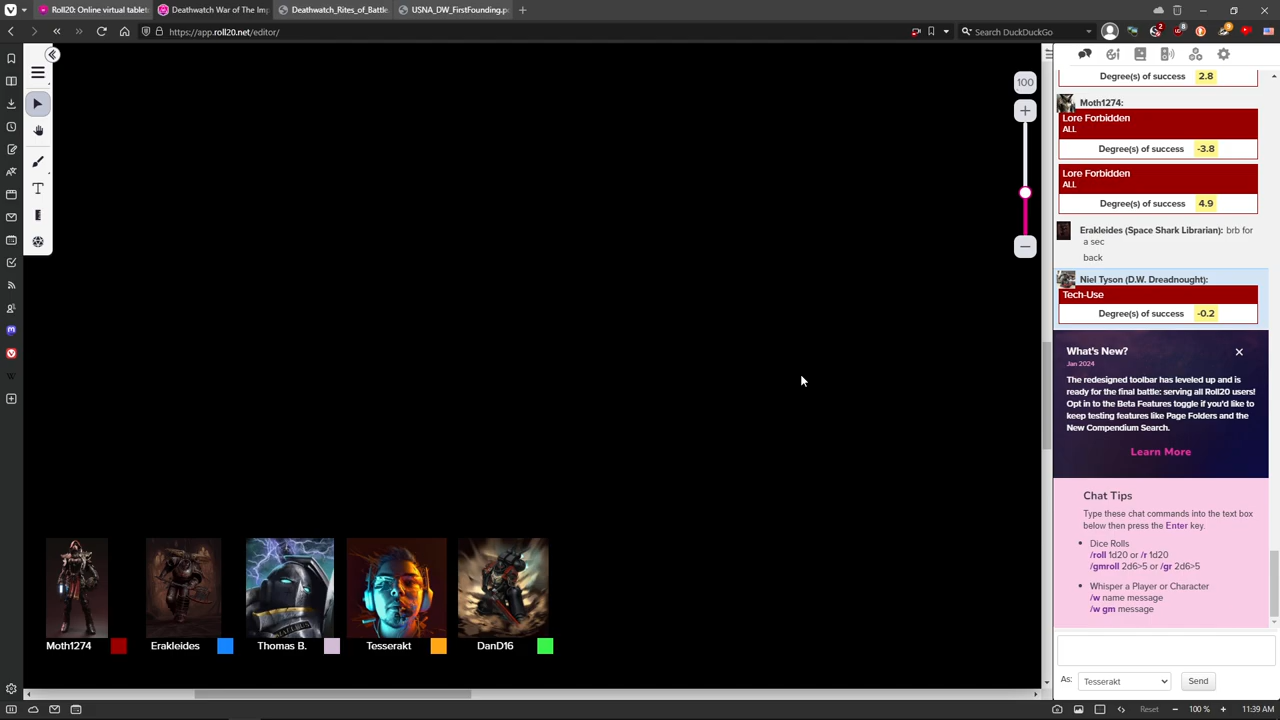 Roll20: Online virtual tablet
Deathwatch War of The Imp
Deathwatch_Rites_of_Battle
USNA_DW_FirstFounding.p
https://app.roll20.net/editor/
Search DuckDuckGo
100
Degree(s) of success 2.8
Moth1274:
Lore Forbidden
ALL
Degree(s) of success -3.8
Lore Forbidden
ALL
Degree(s) of success 4.9
Erakleides (Space Shark Librarian): brb for
a sec
back
Niel Tyson (D.W. Dreadnought):
Tech-Use
Degree(s) of success -0.2
What's New?
Jan 2024
The redesigned toolbar has leveled up and is
ready for the final battle: serving all Roll20 users!
Opt in to the Beta Features toggle if you'd like to
keep testing features like Page Folders and the
New Compendium Search.
Learn More
Chat Tips
Type these chat commands into the text box
below then press the Enter key.
Dice Rolls
/roll 1d20 or /r 1d20
/gmroll 2d6>5 or /gr 2d6>5
Whisper a Player or Character
/w name message
/w gm message
Moth1274
Erakleides
Thomas B.
Tesserakt
DanD16
As: Tesserakt Send
Reset 100 % 11:39 AM